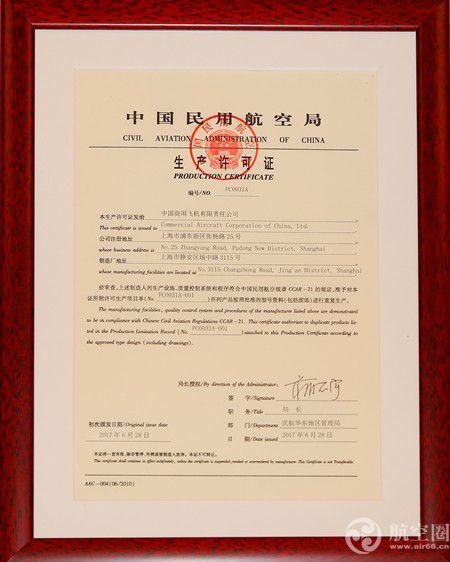 中国民用航空局
CIVIL AVIATION ADMINISTRATION OF CHINA
生产许可证
PRODUCTION CERTIFICATE
编号/NO. PC0031A
本生产许可证发给 中国商用飞机有限责任公司
This certificate is issued to Commercial Aircraft Corporation of China, Ltd.
公司注册地址 上海市浦东新区张杨路25号
whose business address is No.25 Zhangyang Road, Pudong New District, Shanghai
制造厂地址 上海市静安区场中路3115号
whose manufacturing facilities are located at No.3115 Changzhong Road, Jing'an District, Shanghai
经审查,上述制造人的生产设施、质量控制系统和程序符合中国民用航空规章CCAR-21的规定,准予对本
证所附许可生产项目单(No. PC0031A-001 )所列产品按照批准的型号资料(包括图纸)进行重复生产。
The manufacturing facilities, quality control system and procedures of the manufacturer listed above are demonstrated
to be in compliance with Chinese Civil Aviation Regulations CCAR-21. This certificate authorizes to duplicate products listed
in the Production Limitation Record (No. PC0031A-001 )attached to this Production Certificate according to
the approved type design (including drawings).
局长授权/By direction of the Administrator:
签 字/Signature
职 务/Title 局 长
初次颁发日期/Original issue date
部 门/Department 民航华东地区管理局
2017年6月28日
日 期/Date issued 2017年6月28日
本证将一直有效,除非暂停、吊销或被制造人放弃。本证不可转让。
This certificate shall continue in effect indefinitely, unless the certificate is suspended or surrendered by manufacturer. This Certificate is not Transferable.
AAC-004(06/2010)
航空圈
www.air66.cn